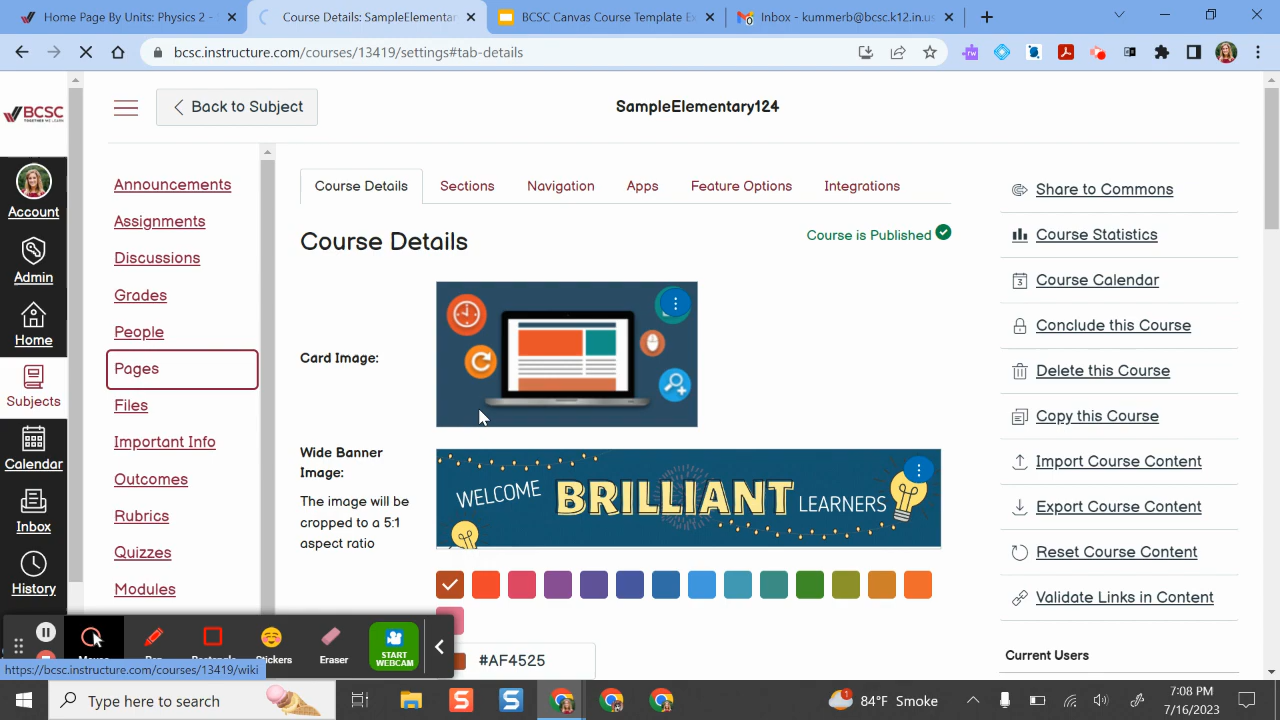 Home Page By Units: Physics 2 -
Course Details: SampleElementar
BCSC Canvas Course Template Ex
Inbox - kummerb@bcsc.k12.in.us
bcsc.instructure.com/courses/13419/settings#tab-details
BCSC
Back to Subject
SampleElementary124
Account
Admin
Home
Subjects
Calendar
Inbox
History
Announcements
Assignments
Discussions
Grades
People
Pages
Files
Important Info
Outcomes
Rubrics
Quizzes
Modules
Course Details
Sections
Navigation
Apps
Feature Options
Integrations
Course Details
Course is Published
Card Image:
Wide Banner
Image:
The image will be
cropped to a 5:1
aspect ratio
WELCOME BRILLIANT LEARNERS
#AF4525
Share to Commons
Course Statistics
3
Course Calendar
Conclude this Course
Delete this Course
Copy this Course
Import Course Content
Export Course Content
Reset Course Content
Validate Links in Content
Current Users
Stickers
Eraser
START
WEBCAM
https://bcsc.instructure.com/courses/13419/wiki
Type here to search
1
84°F Smoke
7:08 PM
7/16/2023